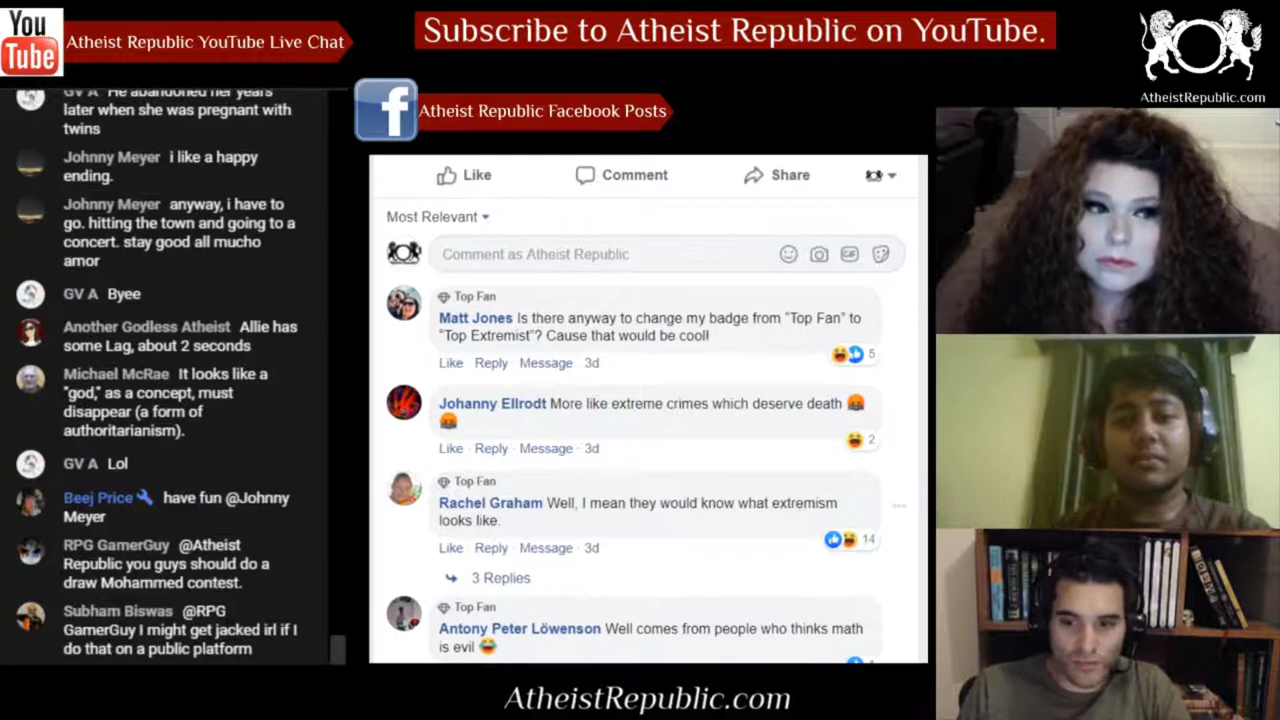 You
Tube
Atheist Republic YouTube Live Chat
Subscribe to Atheist Republic on YouTube.
AtheistRepublic.com
GV A He abandoned her years
later when she was pregnant with
twins
Johnny Meyer i like a happy
ending.
Johnny Meyer anyway, i have to
go. hitting the town and going to a
concert. stay good all mucho
amor
GV A Byee
Another Godless Atheist Allie has
some Lag, about 2 seconds
Michael McRae It looks like a
"god," as a concept, must
disappear (a form of
authoritarianism).
GV A Lol
Beej Price have fun @Johnny
Meyer
RPG GamerGuy @Atheist
Republic you guys should do a
draw Mohammed contest.
Subham Biswas @RPG
GamerGuy I might get jacked irl if I
do that on a public platform
f
Atheist Republic Facebook Posts
Like Comment Share
Most Relevant
Comment as Atheist Republic
GIF
Top Fan
Matt Jones Is there anyway to change my badge from “Top Fan” to
“Top Extremist”? Cause that would be cool!
5
Like Reply Message 3d
Johanny Ellrodt More like extreme crimes which deserve death
2
Like Reply Message 3d
Top Fan
Rachel Graham Well, I mean they would know what extremism
looks like.
14
Like Reply Message 3d
3 Replies
Top Fan
Antony Peter Löwenson Well comes from people who thinks math
is evil
AtheistRepublic.com